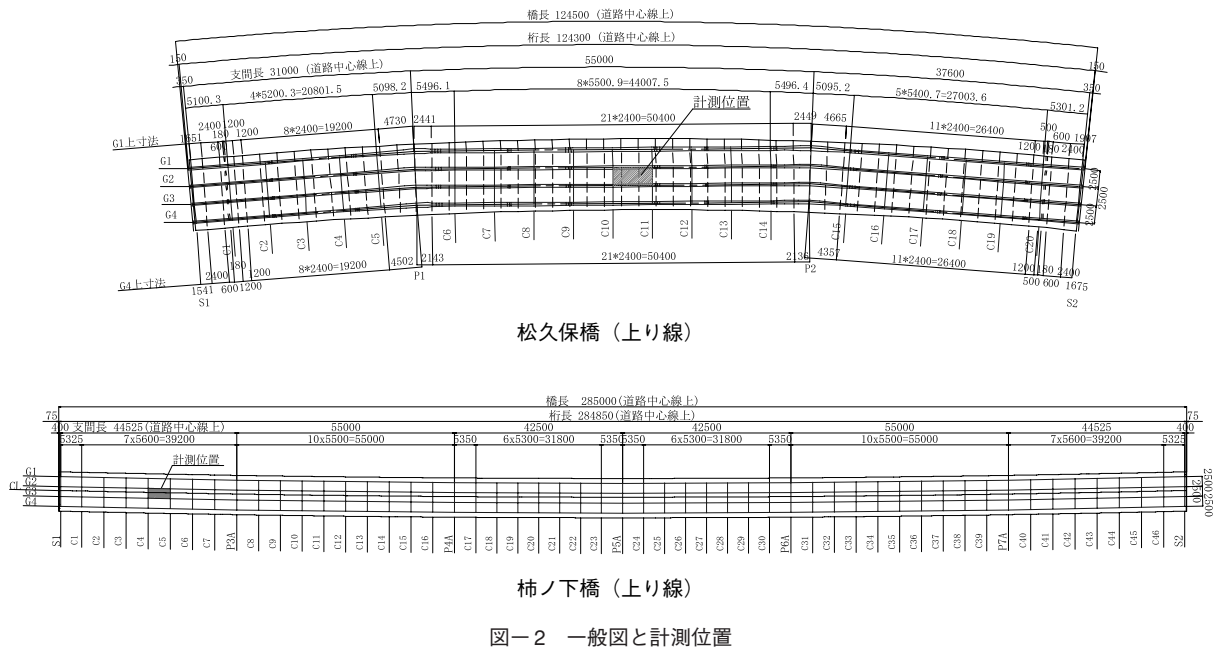 橋長 124500 (道路中心線上)
桁長 124300 (道路中心線上)
150 150
350 支間長 31000 (道路中心線上) 55000 37600 350
5100.3 4*5200.3=20801.5 5098.2 5496.1 8*5500.9=44007.5 5496.4 5095.2 5*5400.7=27003.6 5301.2
計測位置
G1上寸法 1651 2400 180 1200 600 1200 8*2400=19200 4730 2441 21*2400=50400 2449 4665 11*2400=26400 1200 500 180 600 2400 1907
G1
G2
G3
G4
2500
2500
2500
C1 C2 C3 C4 C5 C6 C7 C8 C9 C10 C11 C12 C13 C14 C15 C16 C17 C18 C19 C20
G4上寸法 1541 2400 600 180 1200 1200 8*2400=19200 4502 2143 21*2400=50400 2136 4357 11*2400=26400 1200 500 180 600 2400 1675
S1 P1 P2 S2
松久保橋（上り線）
橋長 285000(道路中心線上)
75 桁長 284850(道路中心線上) 75
400 支間長 44525(道路中心線上) 55000 42500 42500 55000 44525 400
5325 7x5600=39200 10x5500=55000 5350 6x5300=31800 5350 5350 6x5300=31800 5350 10x5500=55000 7x5600=39200 5325
計測位置
G1
G2
CL
G3
G4
2500
2500
2500
S1 C1 C2 C3 C4 C5 C6 C7 P3A C8 C9 C10 C11 C12 C13 C14 C15 C16 P4A C17 C18 C19 C20 C21 C22 C23 P5A C24 C25 C26 C27 C28 C29 C30 P6A C31 C32 C33 C34 C35 C36 C37 C38 C39 P7A C40 C41 C42 C43 C44 C45 C46 S2
柿ノ下橋（上り線）
図－2 一般図と計測位置